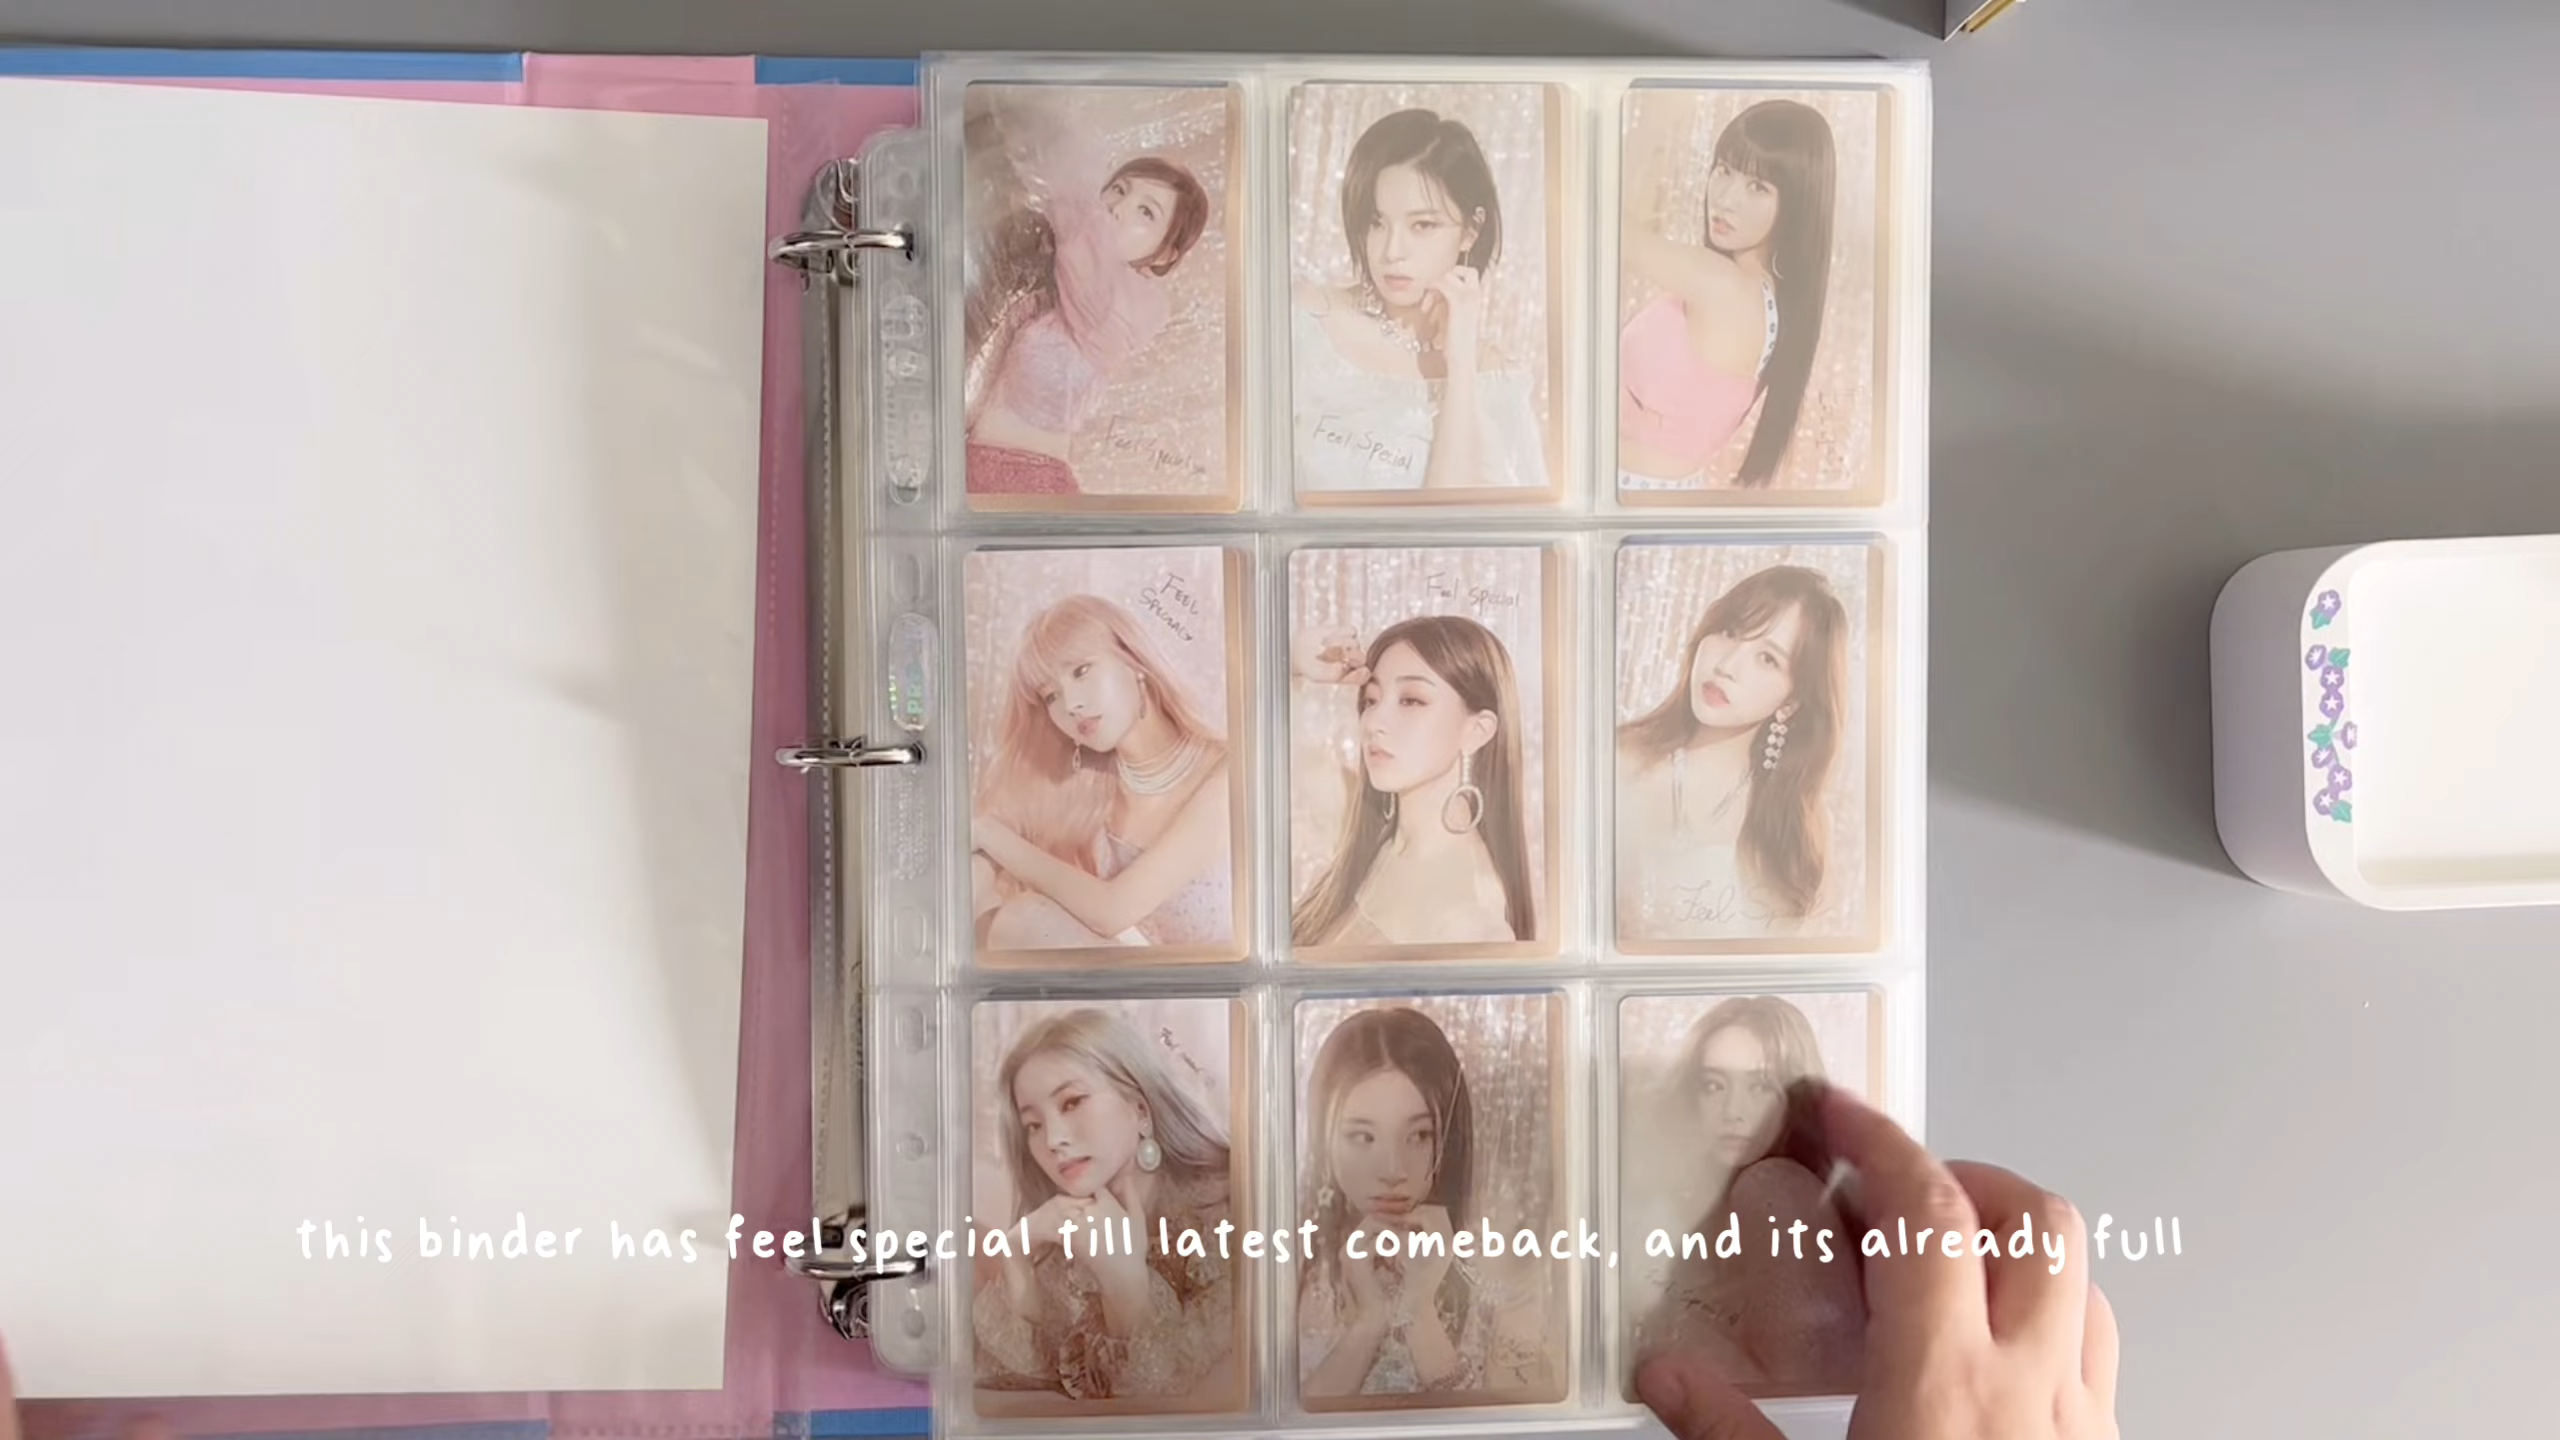 Feel Special
Feel Special
FEEL
SPECIAL
Feel Special
Feel
this binder has feel special till latest comeback, and its already full